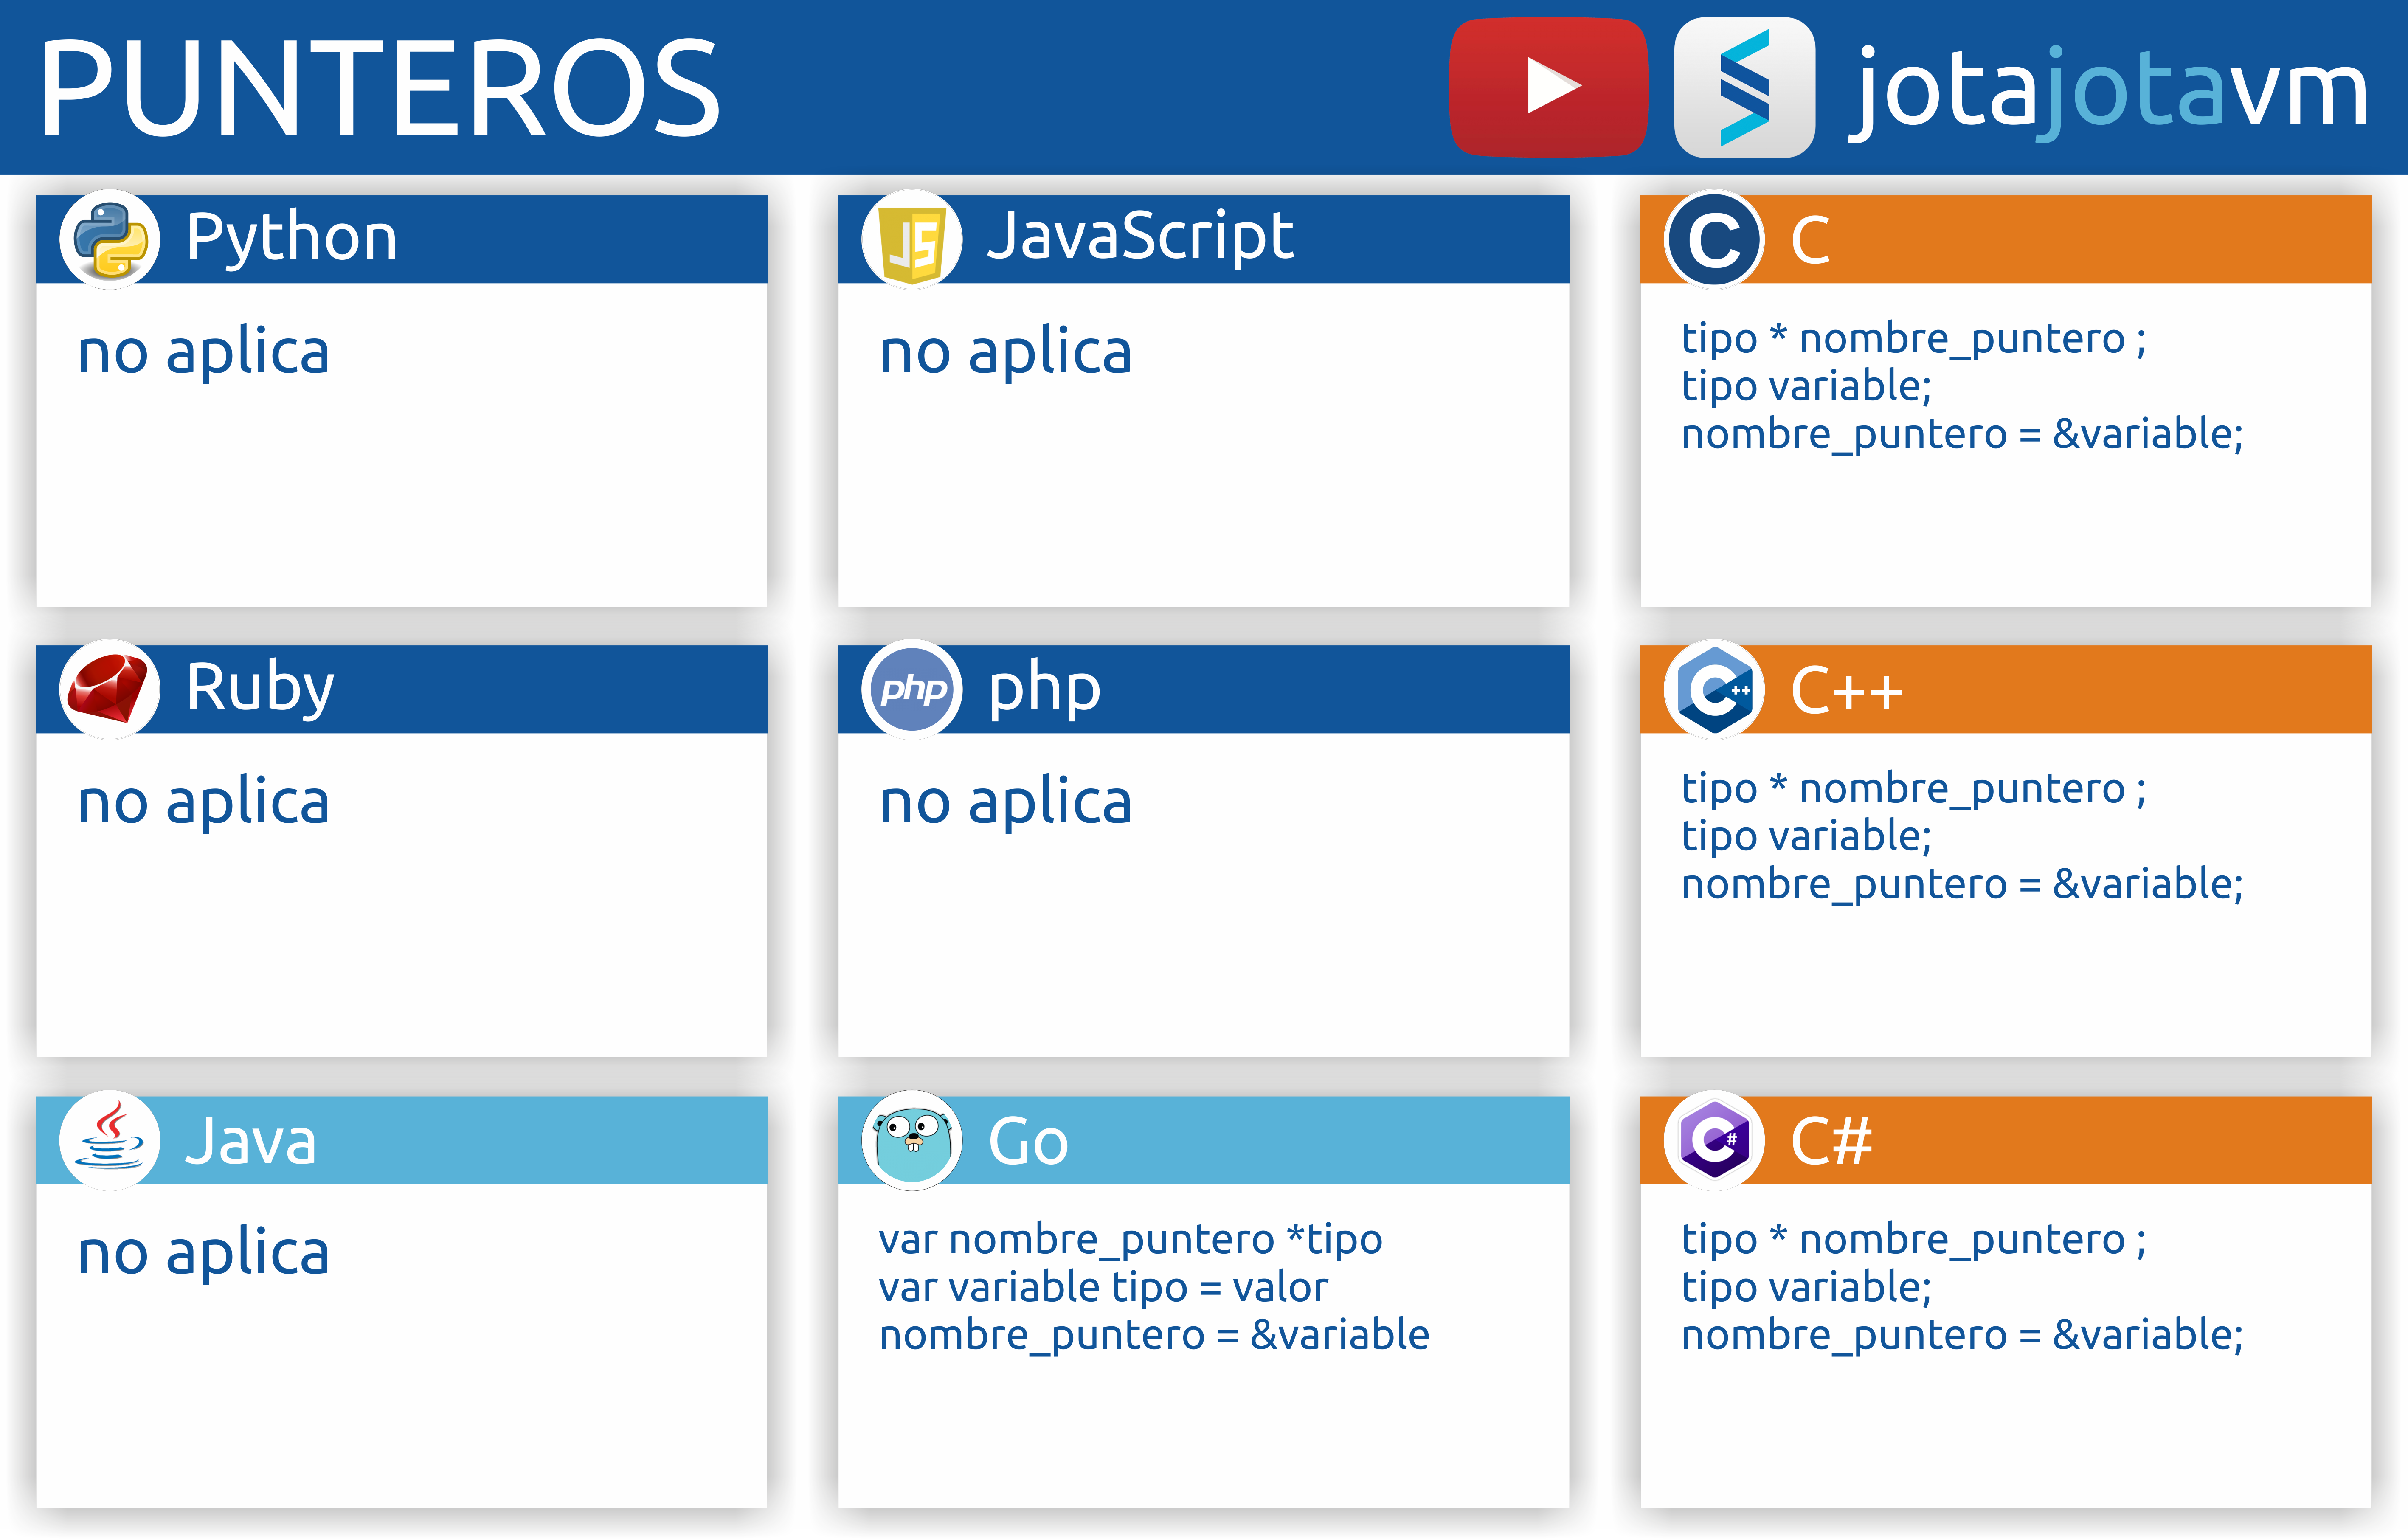 PUNTEROS
jotajotavm
Python
no aplica
JS JavaScript
no aplica
C C
tipo * nombre_puntero ;
tipo variable;
nombre_puntero = &variable;
Ruby
no aplica
php php
no aplica
C++ C++
tipo * nombre_puntero ;
tipo variable;
nombre_puntero = &variable;
Java
no aplica
Go
var nombre_puntero *tipo
var variable tipo = valor
nombre_puntero = &variable
C# C#
tipo * nombre_puntero ;
tipo variable;
nombre_puntero = &variable;